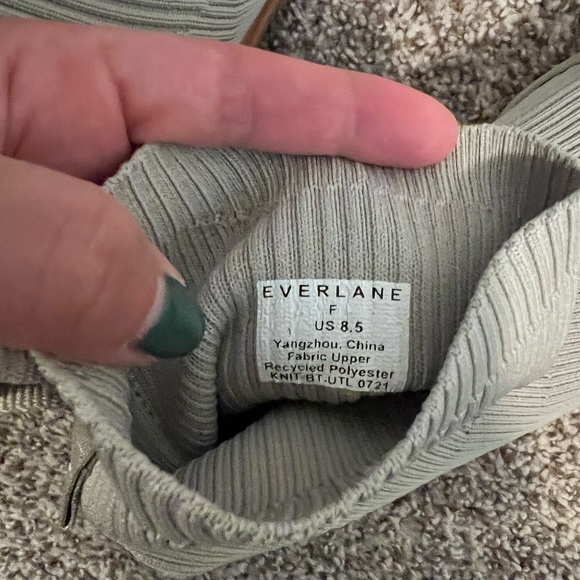 EVERLANE
F
US 8.5
Yangzhou, China
Fabric Upper
Recycled Polyester
KNIT-BT-UTL 0721